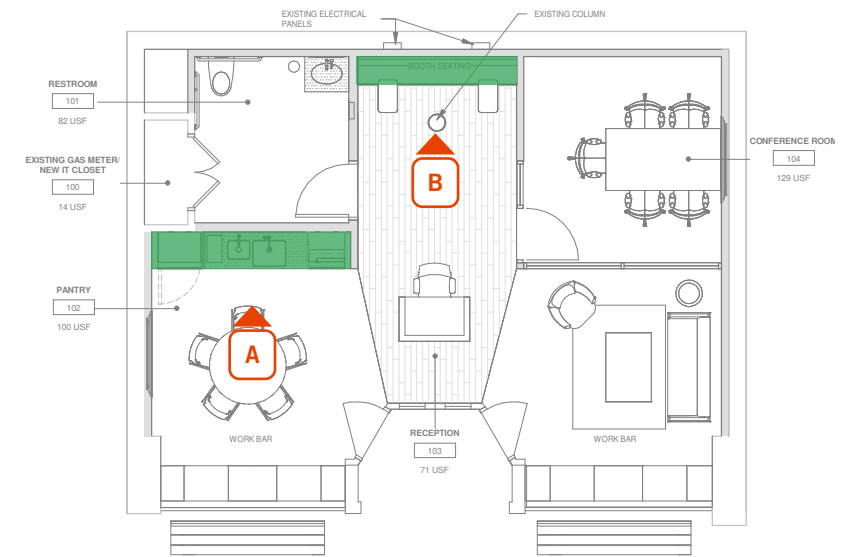 EXISTING ELECTRICAL
PANELS
EXISTING COLUMN
BOOTH SEATING
RESTROOM
101
82 USF
EXISTING GAS METER/
NEW IT CLOSET
100
14 USF
B
CONFERENCE ROOM
104
129 USF
PANTRY
102
100 USF
A
WORK BAR
RECEPTION
103
71 USF
WORK BAR